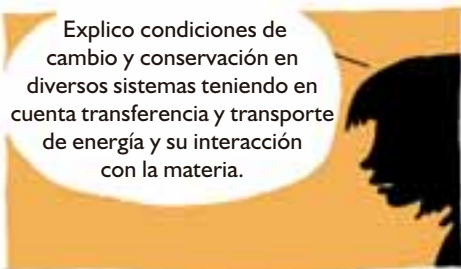 Explico condiciones de
cambio y conservación en
diversos sistemas teniendo en
cuenta transferencia y transporte
de energía y su interacción
con la materia.